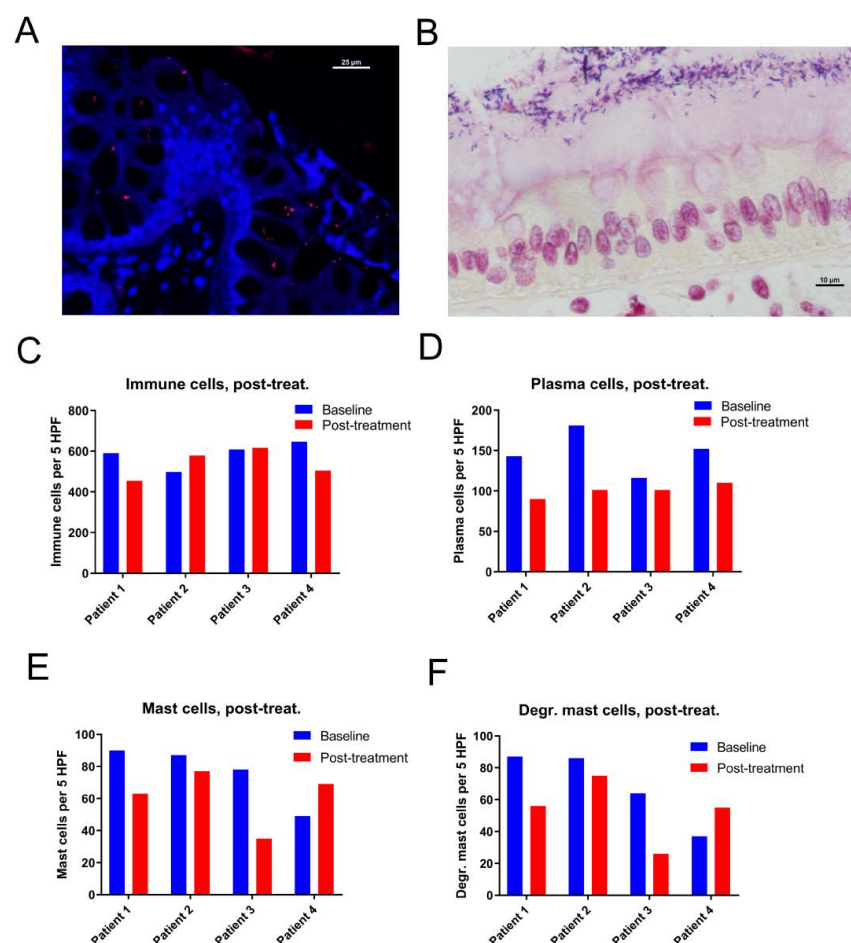 A
25 µm
B
10 µm
C
Immune cells, post-treat.
Immune cells per 5 HPF
800
600
400
200
0
Baseline
Post-treatment
Patient 1
Patient 2
Patient 3
Patient 4
D
Plasma cells, post-treat.
Plasma cells per 5 HPF
200
150
100
50
0
Baseline
Post-treatment
Patient 1
Patient 2
Patient 3
Patient 4
E
Mast cells, post-treat.
Mast cells per 5 HPF
100
80
60
40
20
0
Baseline
Post-treatment
Patient 1
Patient 2
Patient 3
Patient 4
F
Degr. mast cells, post-treat.
Degr. mast cells per 5 HPF
100
80
60
40
20
0
Baseline
Post-treatment
Patient 1
Patient 2
Patient 3
Patient 4